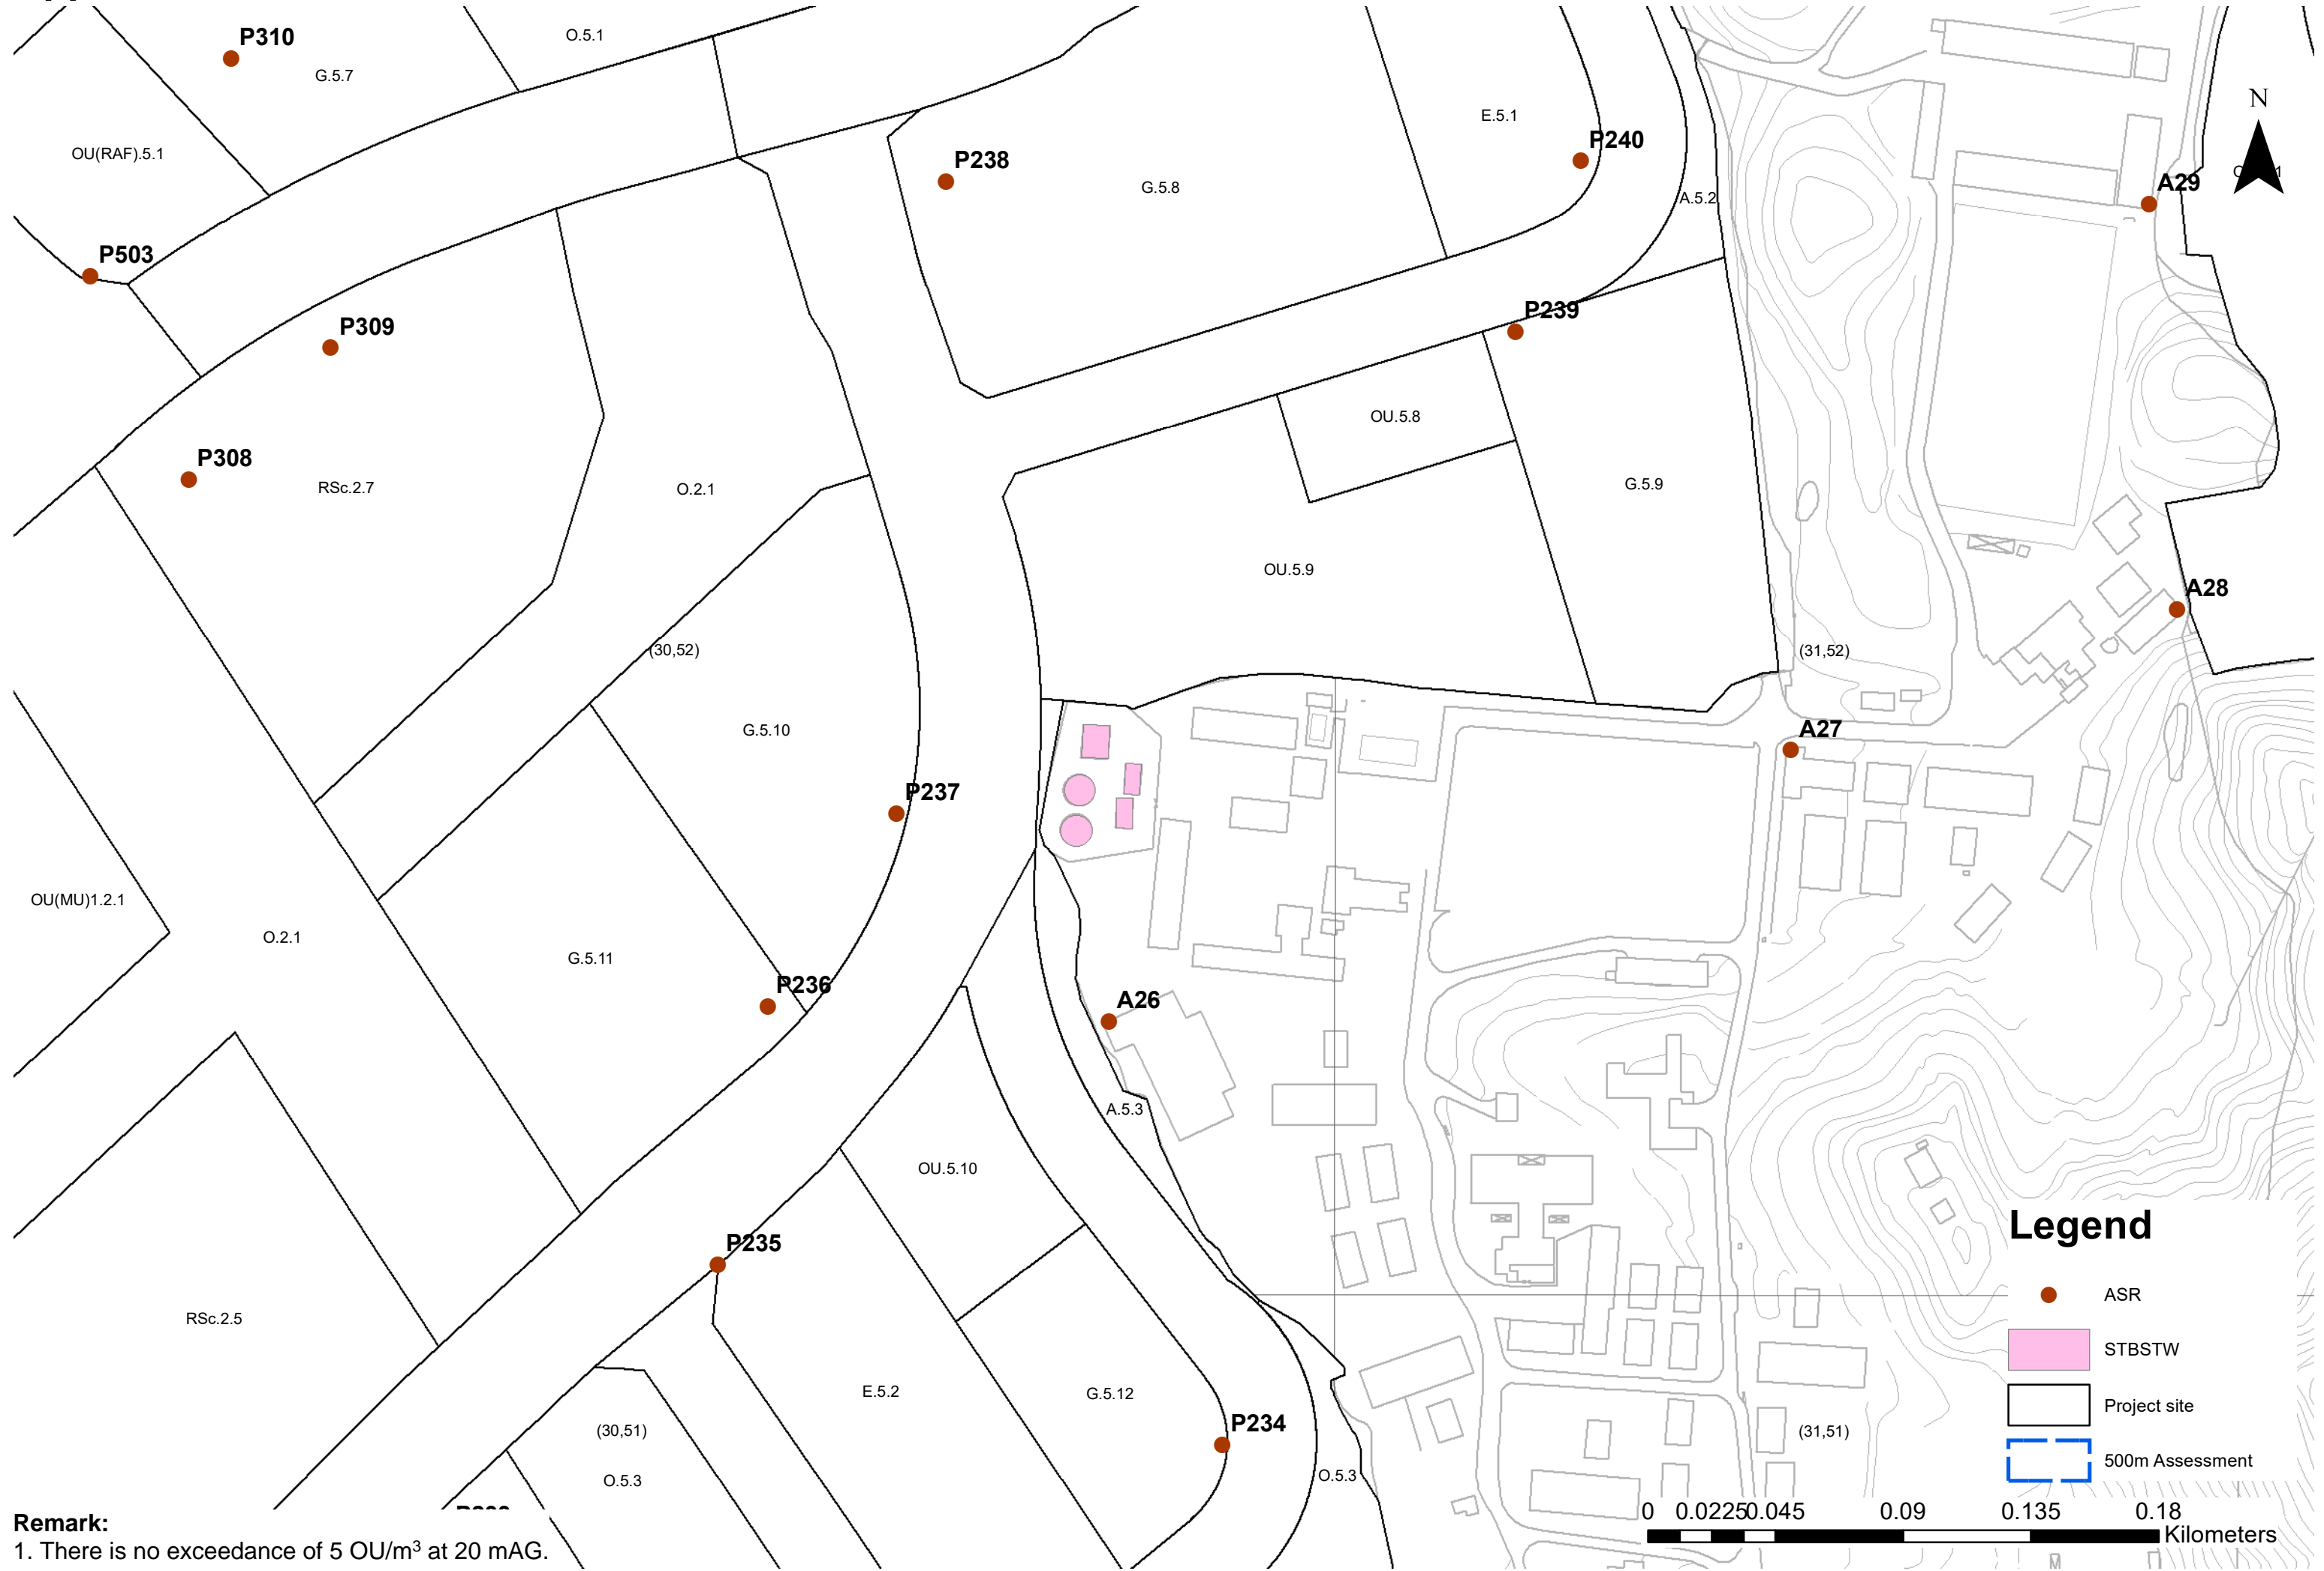 P310
O.5.1
G.5.7
N
E.5.1
P240
OU(RAF).5.1
P238
G.5.8
A.5.2
A29
P503
P309
P239
OU.5.8
P308
RSc.2.7
O.2.1
G.5.9
OU.5.9
A28
(30,52)
(31,52)
G.5.10
A27
P237
OU(MU)1.2.1
O.2.1
G.5.11
P236
A26
A.5.3
OU.5.10
P235
RSc.2.5
E.5.2
G.5.12
P234
(30,51)
O.5.3
O.5.3
(31,51)
Legend
ASR
STBSTW
Project site
500m Assessment
0 0.0225 0.045 0.09 0.135 0.18
Kilometers
Remark:
1. There is no exceedance of 5 OU/m³ at 20 mAG.